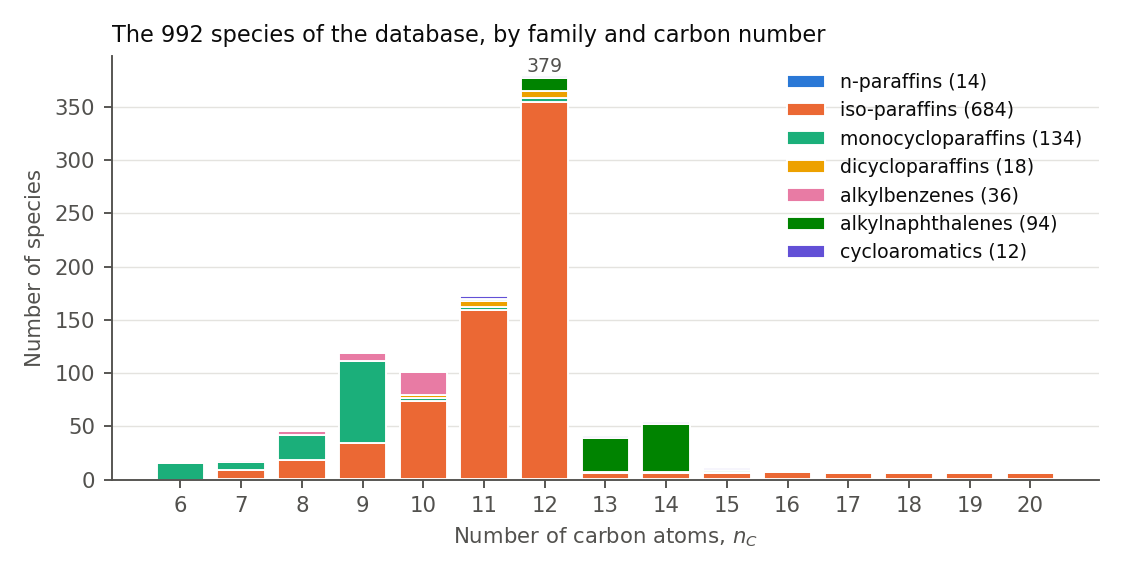 The 992 species of the database, by family and carbon number
379
n-paraffins (14)
iso-paraffins (684)
monocycloparaffins (134)
dicycloparaffins (18)
alkylbenzenes (36)
alkylnaphthalenes (94)
cycloaromatics (12)
Number of species
350
300
250
200
150
100
50
0
6 7 8 9 10 11 12 13 14 15 16 17 18 19 20
Number of carbon atoms, n_C